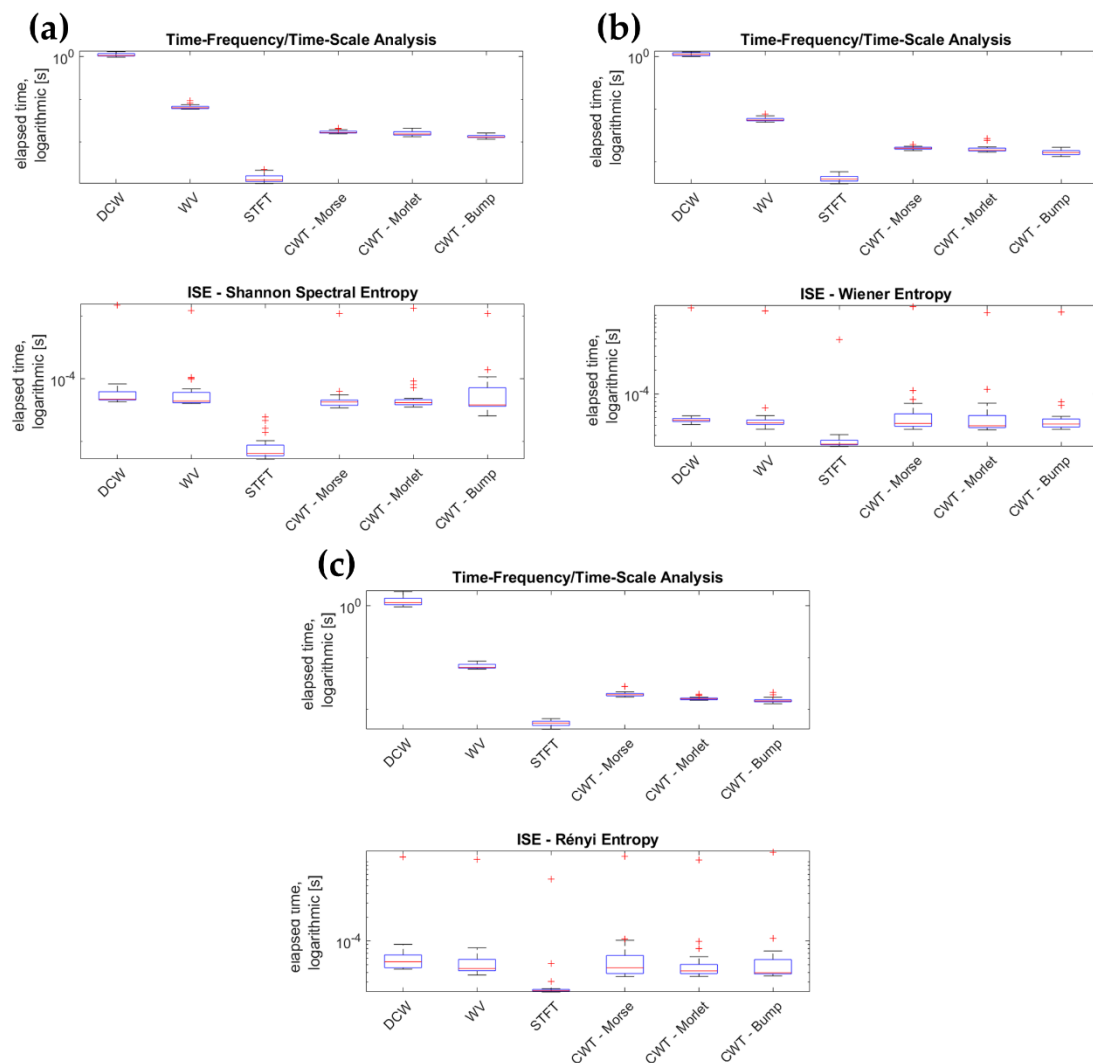 (a)
Time-Frequency/Time-Scale Analysis
elapsed time,
logarithmic [s]
10^0
DCW
WV
STFT
CWT - Morse
CWT - Morlet
CWT - Bump
ISE - Shannon Spectral Entropy
elapsed time,
logarithmic [s]
10^-4
DCW
WV
STFT
CWT - Morse
CWT - Morlet
CWT - Bump
(b)
Time-Frequency/Time-Scale Analysis
elapsed time,
logarithmic [s]
10^0
DCW
WV
STFT
CWT - Morse
CWT - Morlet
CWT - Bump
ISE - Wiener Entropy
elapsed time,
logarithmic [s]
10^-4
DCW
WV
STFT
CWT - Morse
CWT - Morlet
CWT - Bump
(c)
Time-Frequency/Time-Scale Analysis
elapsed time,
logarithmic [s]
10^0
DCW
WV
STFT
CWT - Morse
CWT - Morlet
CWT - Bump
ISE - Rényi Entropy
elapsed time,
logarithmic [s]
10^-4
DCW
WV
STFT
CWT - Morse
CWT - Morlet
CWT - Bump